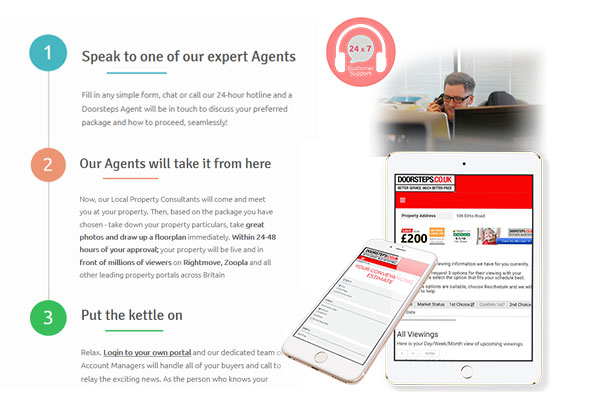 1
Speak to one of our expert Agents
Fill in any simple form, chat or call our 24-hour hotline and a
Doorsteps Agent will be in touch to discuss your preferred
package and how to proceed, seamlessly!
2
Our Agents will take it from here
Now, our Local Property Consultants will come and meet
you at your property. Then, based on the package you have
chosen - take down your property particulars, take great
photos and draw up a floorplan immediately. Within 24-48
hours of your approval; your property will be live and in
front of millions of viewers on Rightmove, Zoopla and all
other leading property portals across Britain
3
Put the kettle on
Relax. Login to your own portal and our dedicated team o
Account Managers will handle all of your buyers and call to
relay the exciting news. As the person who knows your
24 x 7
Customer
Support
DOORSTEPS.CO.UK
BETTER SERVICE, MUCH BETTER PRICE
Property Address
106 Elms Road
£200
iewing information we have for you currently.
request 3 options for their viewing with your
select the best option that fits your schedule best.
options are suitable, choose Reschedule and we will
to help.
Market Status
1st Choice
Confirm 1st?
2nd Choice
Data
All Viewings
Here is your Day/Week/Month view of upcoming viewings
DOORSTEPS.CO.UK
YOUR CONVEYANCING
ESTIMATE